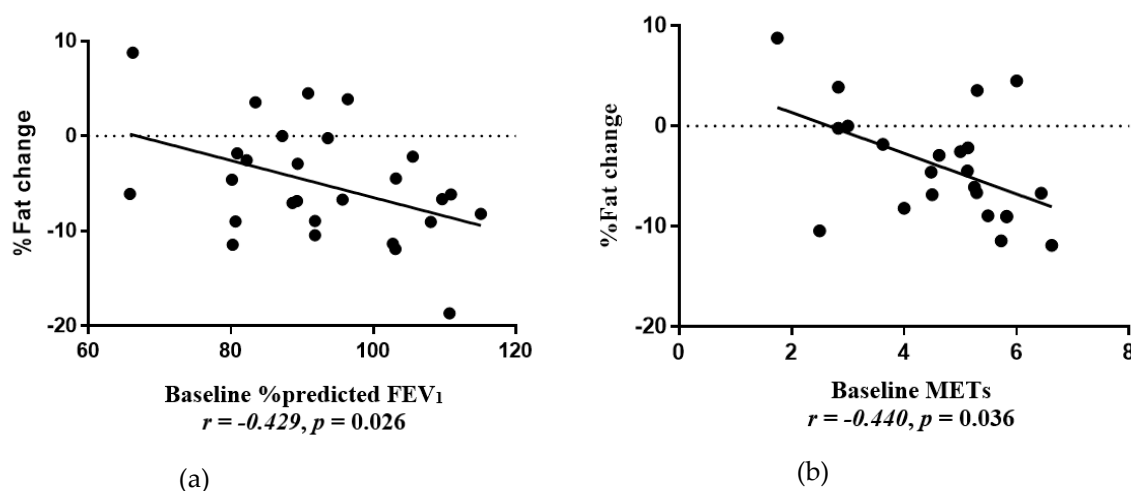 10
0
-10
-20
%Fat change
60 80 100 120
Baseline %predicted FEV₁
r = -0.429, p = 0.026
(a)
10
0
-10
-20
%Fat change
0 2 4 6 8
Baseline METs
r = -0.440, p = 0.036
(b)